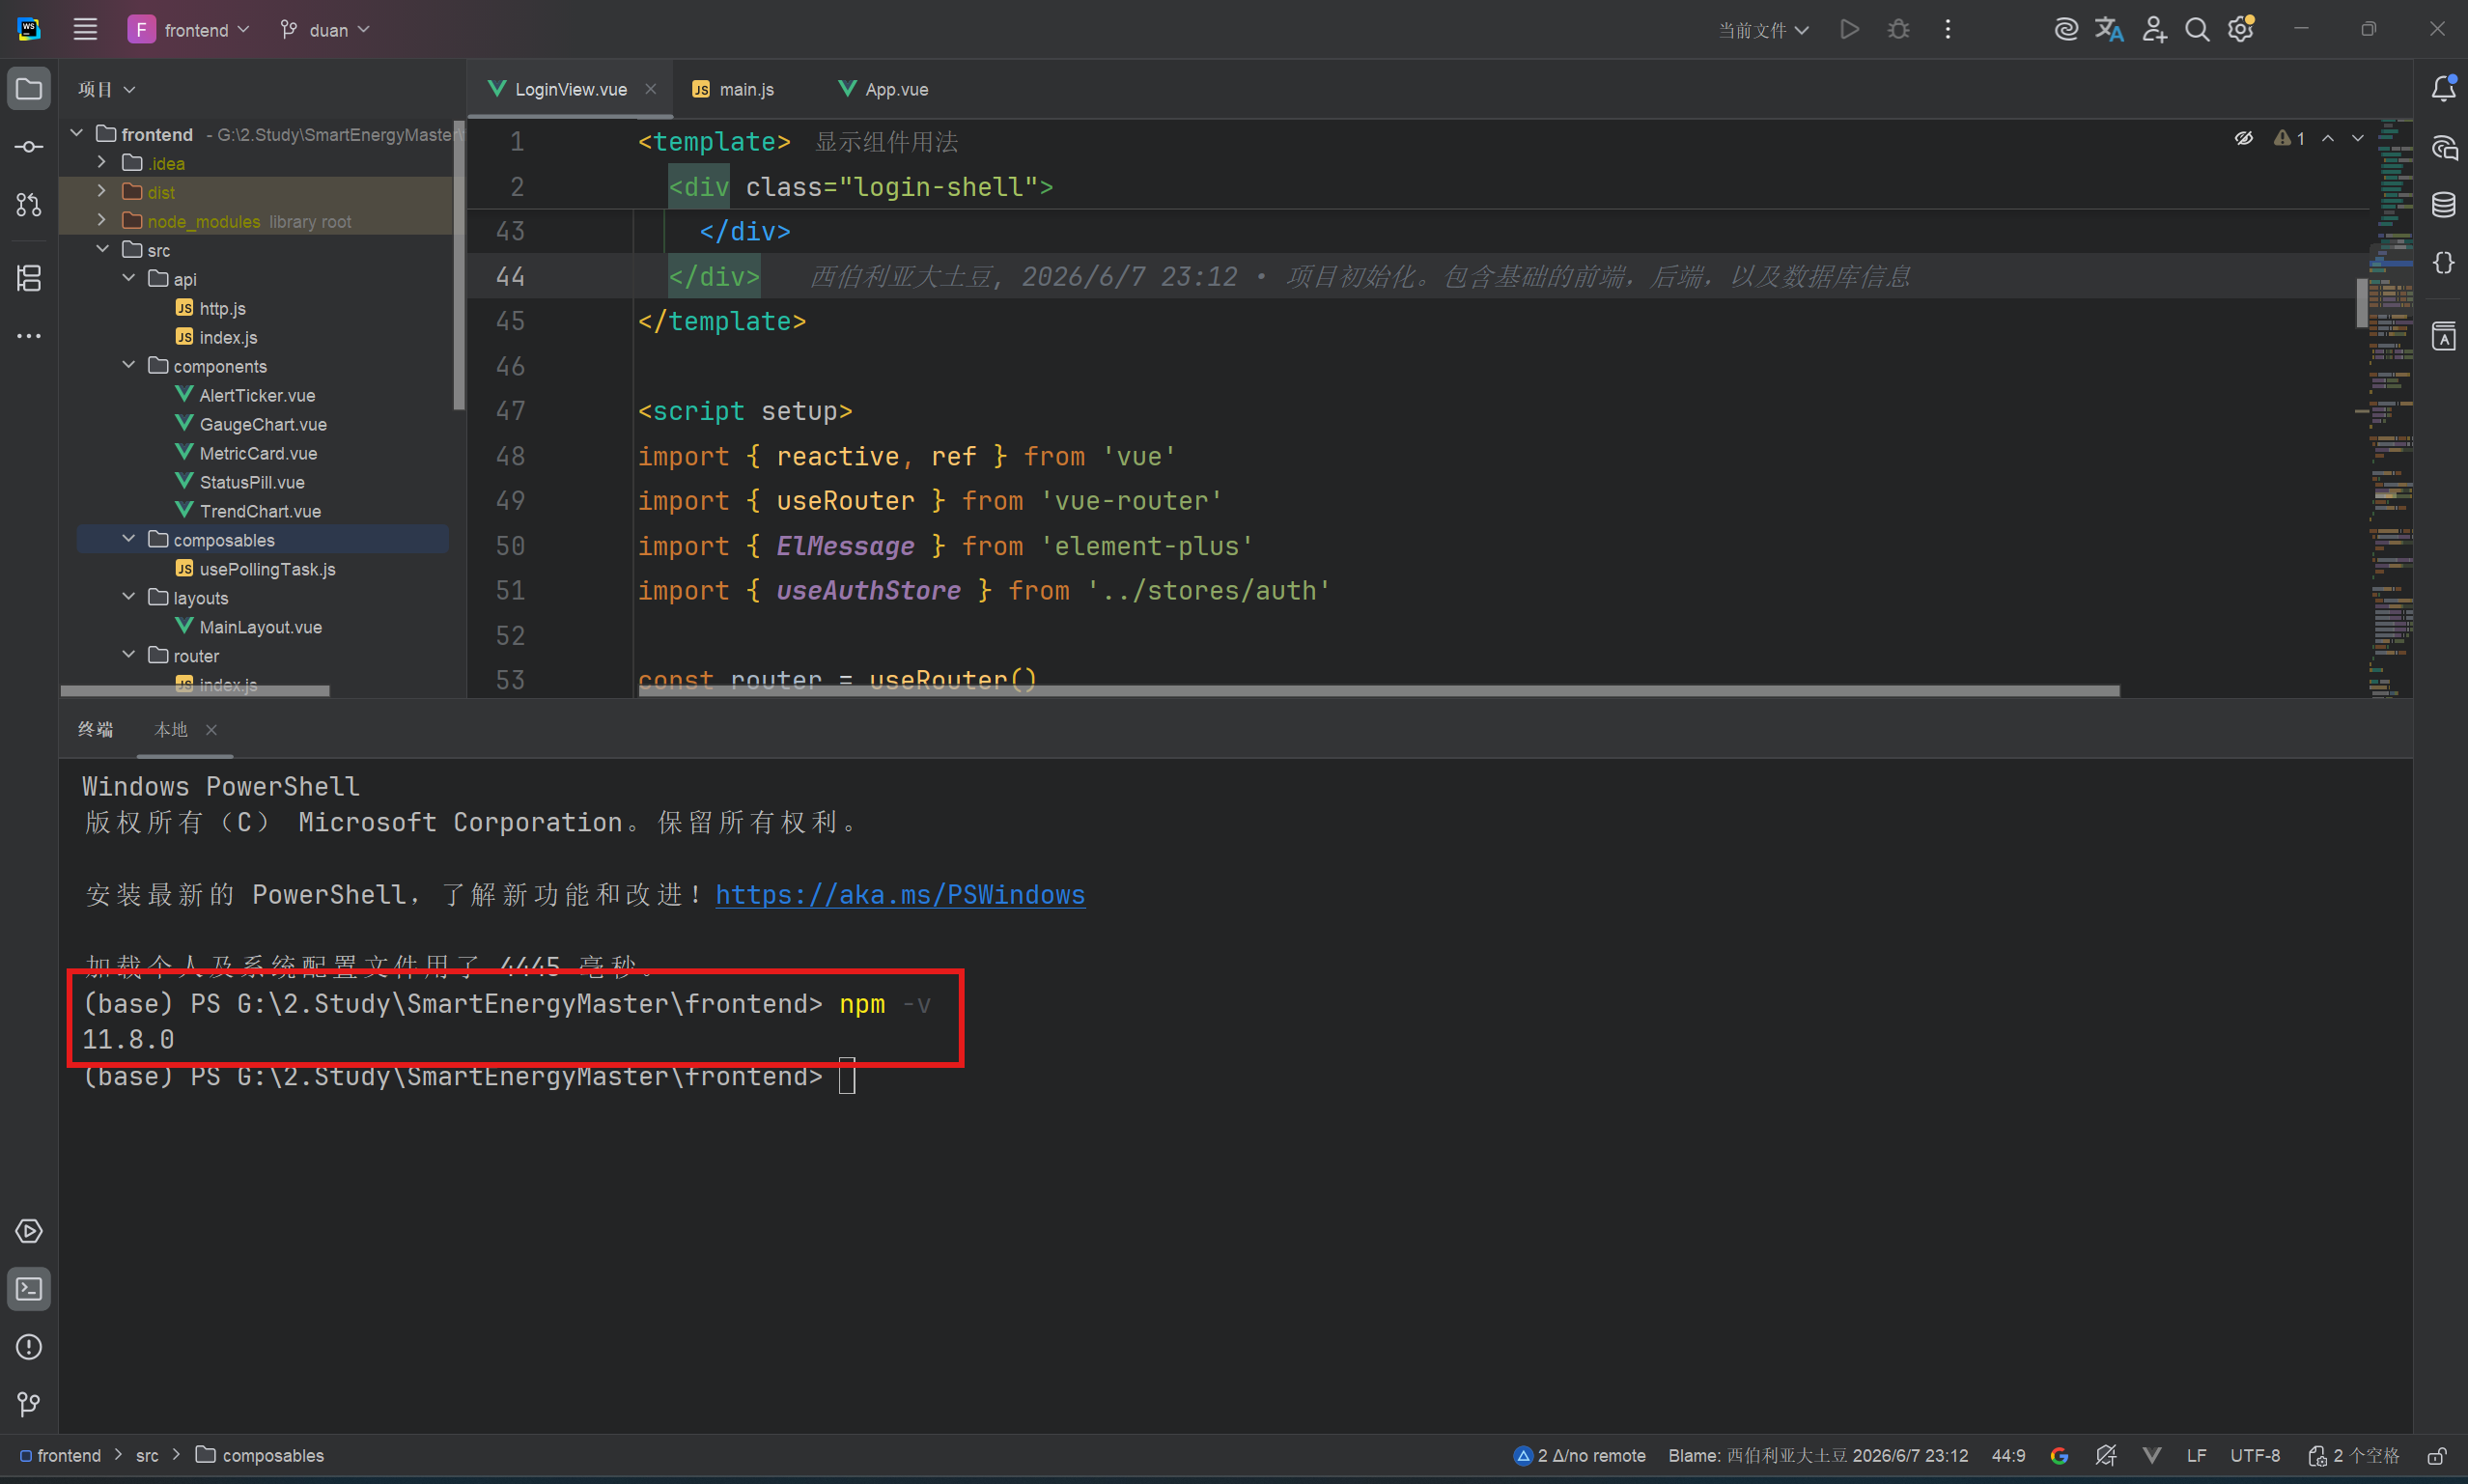 WS
F frontend
duan
当前文件
项目
LoginView.vue
JS main.js
App.vue
frontend - G:\2.Study\SmartEnergyMaster\
.idea
dist
node_modules library root
src
api
JS http.js
JS index.js
components
AlertTicker.vue
GaugeChart.vue
MetricCard.vue
StatusPill.vue
TrendChart.vue
composables
JS usePollingTask.js
layouts
MainLayout.vue
router
JS index.js
1 <template> 显示组件用法
2 <div class="login-shell">
43 </div>
44 </div> 西伯利亚大土豆, 2026/6/7 23:12 • 项目初始化。包含基础的前端,后端,以及数据库信息
45 </template>
46
47 <script setup>
48 import { reactive, ref } from 'vue'
49 import { useRouter } from 'vue-router'
50 import { ElMessage } from 'element-plus'
51 import { useAuthStore } from '../stores/auth'
52
53 const router = useRouter()
1
终端
本地
Windows PowerShell
版权所有(C) Microsoft Corporation。保留所有权利。
安装最新的 PowerShell,了解新功能和改进!https://aka.ms/PSWindows
加载个人及系统配置文件用了 4445 毫秒。
(base) PS G:\2.Study\SmartEnergyMaster\frontend> npm -v
11.8.0
(base) PS G:\2.Study\SmartEnergyMaster\frontend>
frontend > src > composables
2 Δ/no remote
Blame: 西伯利亚大土豆 2026/6/7 23:12
44:9
LF
UTF-8
2 个空格